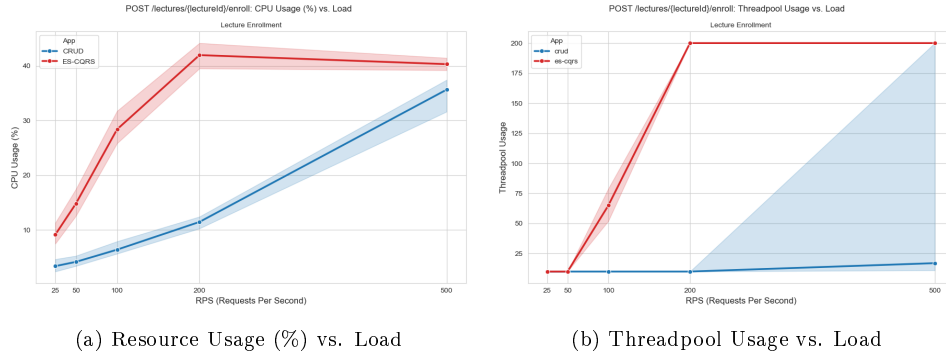 POST /lectures/{lectureId}/enroll: CPU Usage (%) vs. Load
Lecture Enrollment
App
CRUD
ES-CQRS
CPU Usage (%)
40
30
20
10
25
50
100
200
500
RPS (Requests Per Second)
(a) Resource Usage (%) vs. Load
POST /lectures/{lectureId}/enroll: Threadpool Usage vs. Load
Lecture Enrollment
App
crud
es-cqrs
Threadpool Usage
200
175
150
125
100
75
50
25
25
50
100
200
500
RPS (Requests Per Second)
(b) Threadpool Usage vs. Load